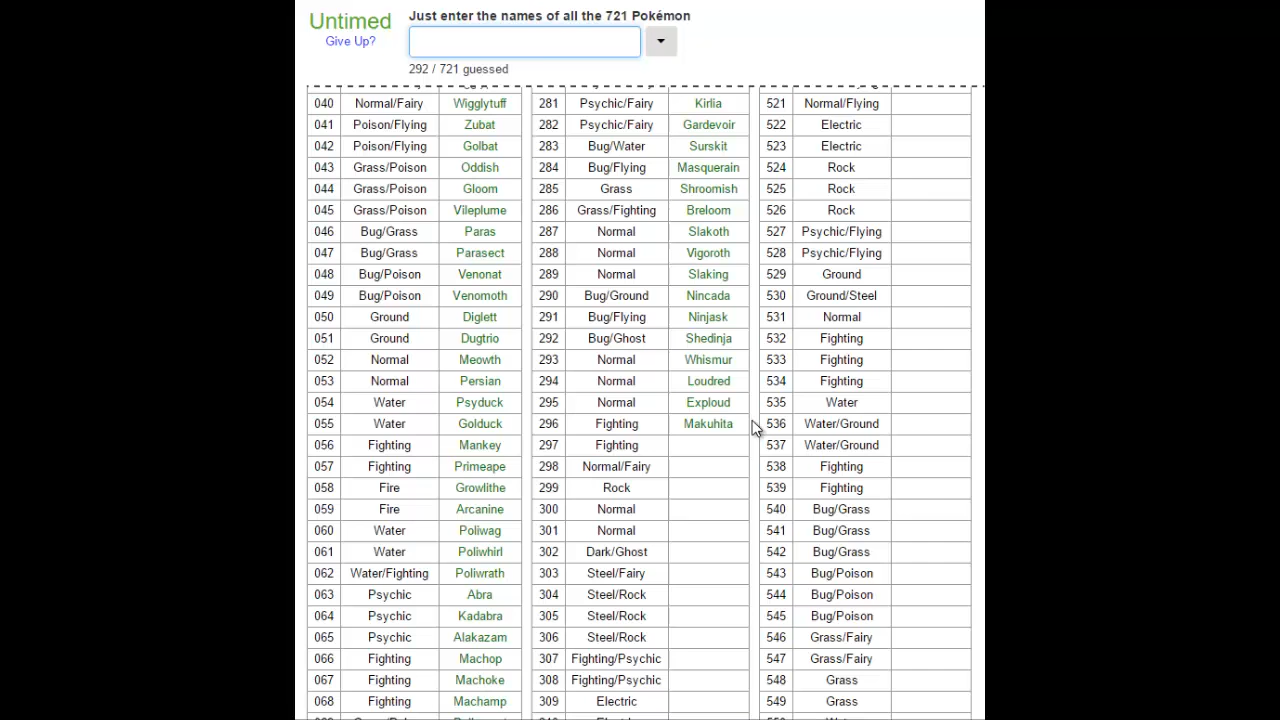 Untimed
Give Up?
Just enter the names of all the 721 Pokémon
292 / 721 guessed
040 Normal/Fairy Wigglytuff 281 Psychic/Fairy Kirlia 521 Normal/Flying
041 Poison/Flying Zubat 282 Psychic/Fairy Gardevoir 522 Electric
042 Poison/Flying Golbat 283 Bug/Water Surskit 523 Electric
043 Grass/Poison Oddish 284 Bug/Flying Masquerain 524 Rock
044 Grass/Poison Gloom 285 Grass Shroomish 525 Rock
045 Grass/Poison Vileplume 286 Grass/Fighting Breloom 526 Rock
046 Bug/Grass Paras 287 Normal Slakoth 527 Psychic/Flying
047 Bug/Grass Parasect 288 Normal Vigoroth 528 Psychic/Flying
048 Bug/Poison Venonat 289 Normal Slaking 529 Ground
049 Bug/Poison Venomoth 290 Bug/Ground Nincada 530 Ground/Steel
050 Ground Diglett 291 Bug/Flying Ninjask 531 Normal
051 Ground Dugtrio 292 Bug/Ghost Shedinja 532 Fighting
052 Normal Meowth 293 Normal Whismur 533 Fighting
053 Normal Persian 294 Normal Loudred 534 Fighting
054 Water Psyduck 295 Normal Exploud 535 Water
055 Water Golduck 296 Fighting Makuhita 536 Water/Ground
056 Fighting Mankey 297 Fighting 537 Water/Ground
057 Fighting Primeape 298 Normal/Fairy 538 Fighting
058 Fire Growlithe 299 Rock 539 Fighting
059 Fire Arcanine 300 Normal 540 Bug/Grass
060 Water Poliwag 301 Normal 541 Bug/Grass
061 Water Poliwhirl 302 Dark/Ghost 542 Bug/Grass
062 Water/Fighting Poliwrath 303 Steel/Fairy 543 Bug/Poison
063 Psychic Abra 304 Steel/Rock 544 Bug/Poison
064 Psychic Kadabra 305 Steel/Rock 545 Bug/Poison
065 Psychic Alakazam 306 Steel/Rock 546 Grass/Fairy
066 Fighting Machop 307 Fighting/Psychic 547 Grass/Fairy
067 Fighting Machoke 308 Fighting/Psychic 548 Grass
068 Fighting Machamp 309 Electric 549 Grass